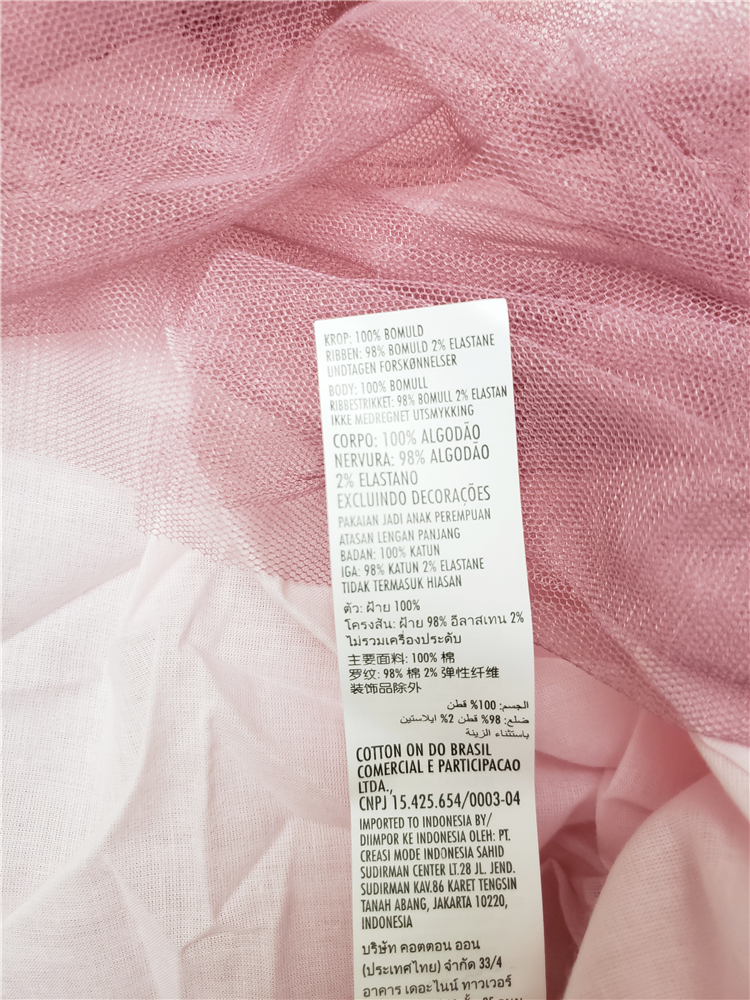 KROP: 100% BOMULD
RIBBEN: 98% BOMULD 2% ELASTANE
UNDTAGEN FORSKØNNELSER
BODY: 100% BOMULL
RIBBESTRIKKET: 98% BOMULL 2% ELASTAN
IKKE MEDREGNET UTSMYKKING
CORPO: 100% ALGODÃO
NERVURA: 98% ALGODÃO
2% ELASTANO
EXCLUINDO DECORAÇÕES
PAKAIAN JADI ANAK PEREMPUAN
ATASAN LENGAN PANJANG
BADAN: 100% KATUN
IGA: 98% KATUN 2% ELASTANE
TIDAK TERMASUK HIASAN
ตัว: ฝ้าย 100%
โครงสัน: ฝ้าย 98% อีลาสเทน 2%
ไม่รวมเครื่องประดับ
主要面料: 100% 棉
罗纹: 98% 棉 2% 弹性纤维
装饰品除外
الجسم: 100% قطن
ضلع: 98% قطن 2% ايلاستين
باستثناء الزينة
COTTON ON DO BRASIL
COMERCIAL E PARTICIPACAO
LTDA.,
CNPJ 15.425.654/0003-04
IMPORTED TO INDONESIA BY/
DIIMPOR KE INDONESIA OLEH: PT.
CREASI MODE INDONESIA SAHID
SUDIRMAN CENTER LT.28 JL. JEND.
SUDIRMAN KAV.86 KARET TENGSIN
TANAH ABANG, JAKARTA 10220,
INDONESIA
บริษัท คอตตอน ออน
(ประเทศไทย) จำกัด 33/4
อาคาร เดอะไนน์ ทาวเวอร์